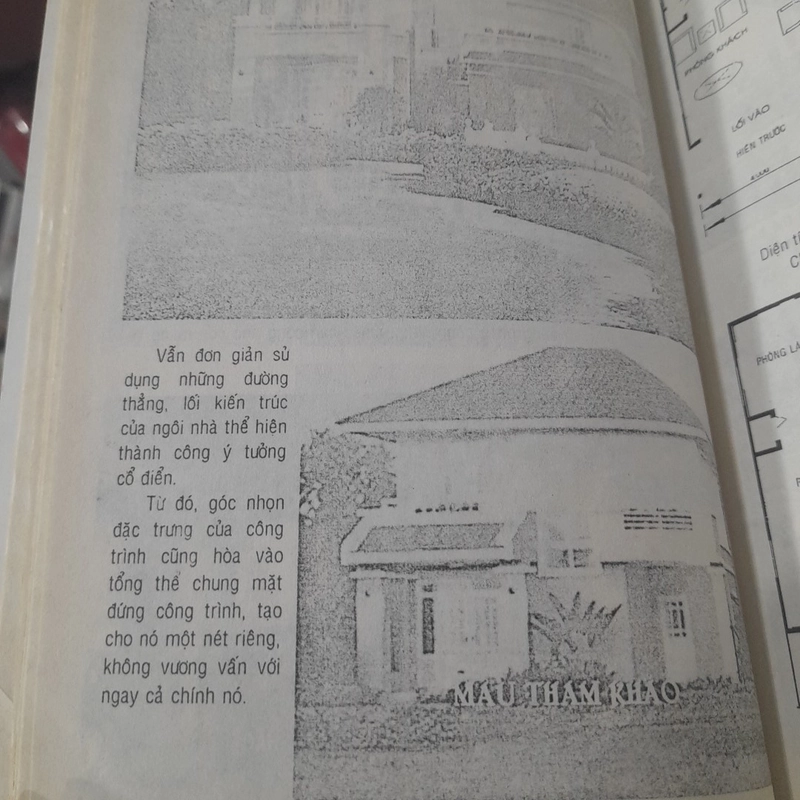 Vẫn đơn giản sử
dụng những đường
thẳng, lối kiến trúc
của ngôi nhà thể hiện
thành công ý tưởng
cổ điển.
Từ đó, góc nhọn
đặc trưng của công
trình cũng hòa vào
tổng thể chung mặt
đứng công trình, tạo
cho nó một nét riêng,
không vương vấn với
ngay cả chính nó.
MẪU THAM KHẢO
PHÒNG KHÁCH
LỐI VÀO
HIÊN TRƯỚC
Diện
PHÒNG